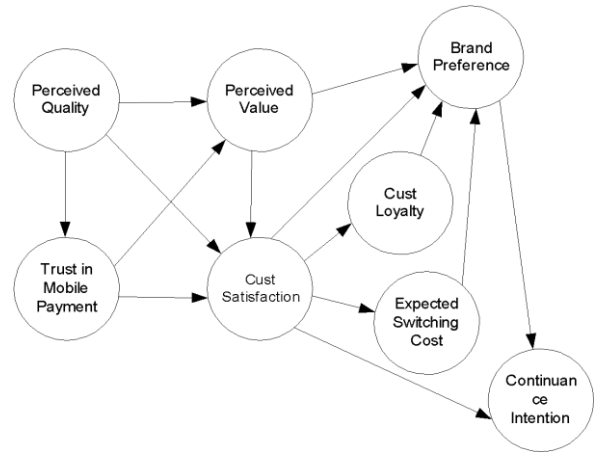 Perceived
Quality
Perceived
Value
Brand
Preference
Cust
Loyalty
Trust in
Mobile
Payment
Cust
Satisfaction
Expected
Switching
Cost
Continuan
ce
Intention